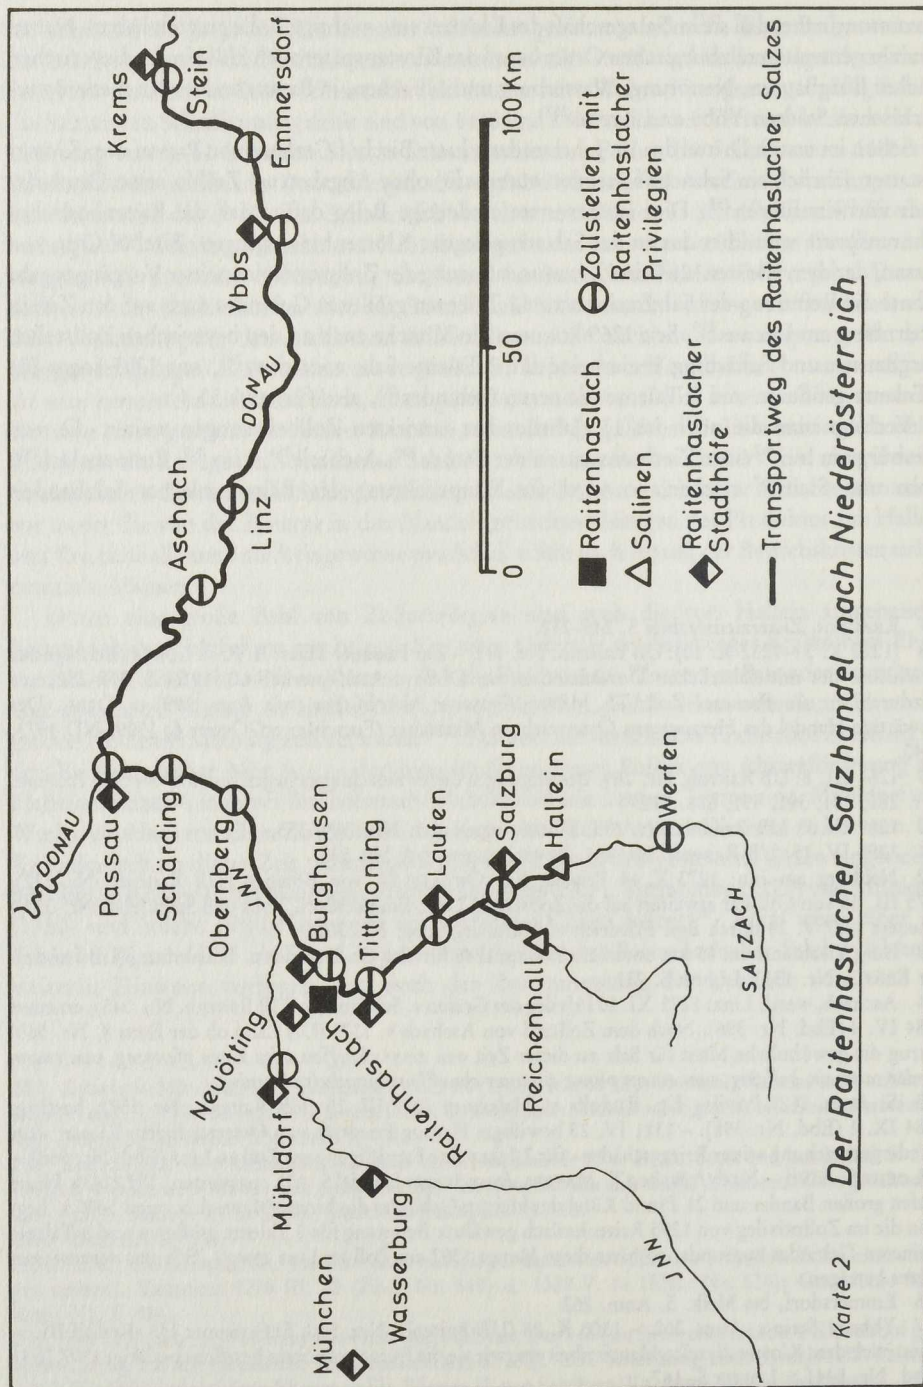 Krems
Stein
Emmersdorf
Ybbs
DONAU
Linz
Aschach
DONAU
Passau
Schärding
Obernberg
JNN
Burghausen
Tittmoning
Laufen
Salzburg
Hallein
Werfen
Reichenhall
SALZACH
Raitenhaslach
Neuötting
Mühldorf
Wasserburg
München
JNN
0 50 100 Km
Raitenhaslach
Salinen
Raitenhaslacher
Stadthöfe
Zollstellen mit
Raitenhaslacher
Privilegien
Transportweg des Raitenhaslacher Salzes
Karte 2 Der Raitenhaslacher Salzhandel nach Niederösterreich